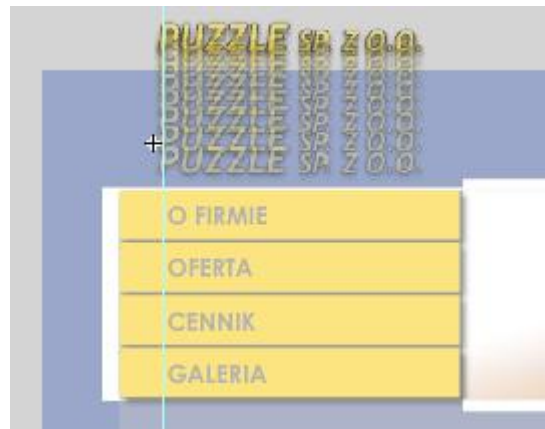 PUZZLE SP. Z O.O.
PUZZLE SP. Z O.O.
O FIRMIE
OFERTA
CENNIK
GALERIA